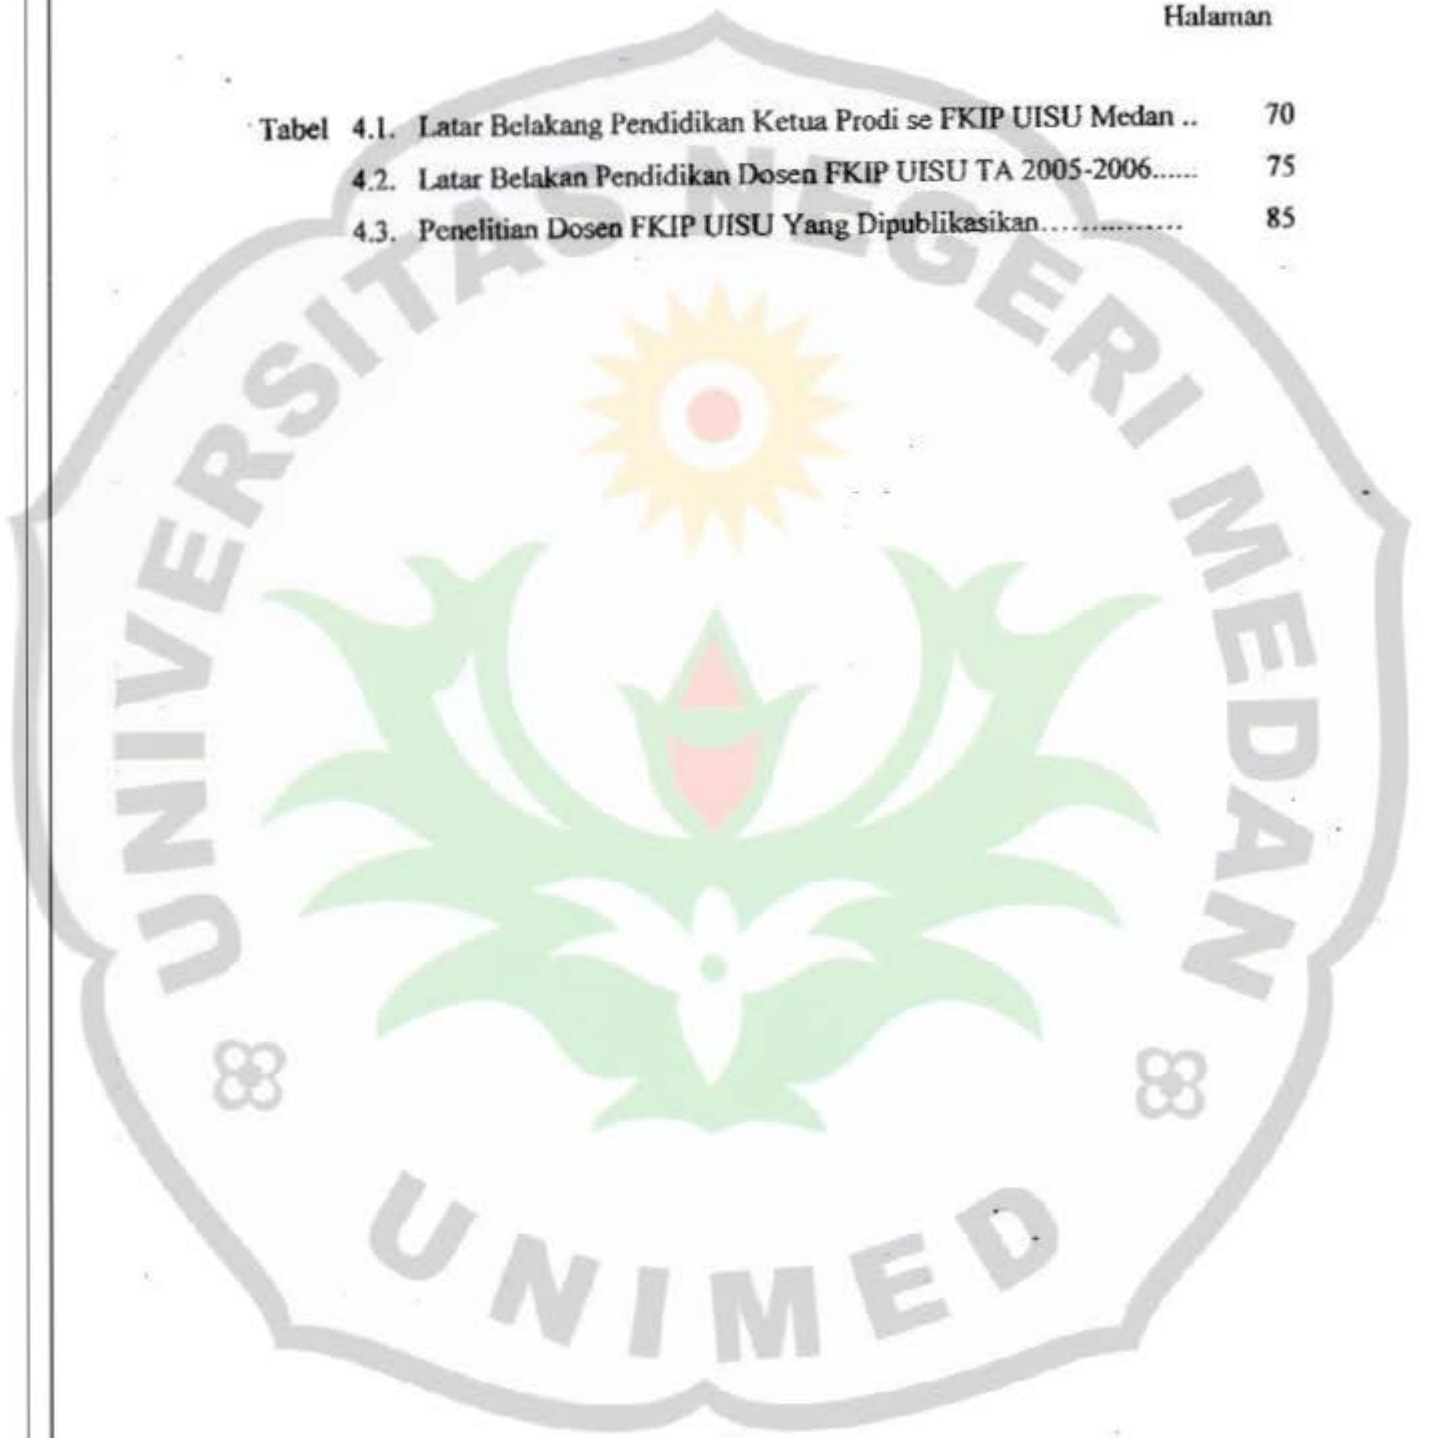 Halaman
Tabel 4.1. Latar Belakang Pendidikan Ketua Prodi se FKIP UISU Medan .. 70
4.2. Latar Belakan Pendidikan Dosen FKIP UISU TA 2005-2006...... 75
4.3. Penelitian Dosen FKIP UISU Yang Dipublikasikan............... 85
UNIVERSITAS NEGERI MEDAN
UNIMED